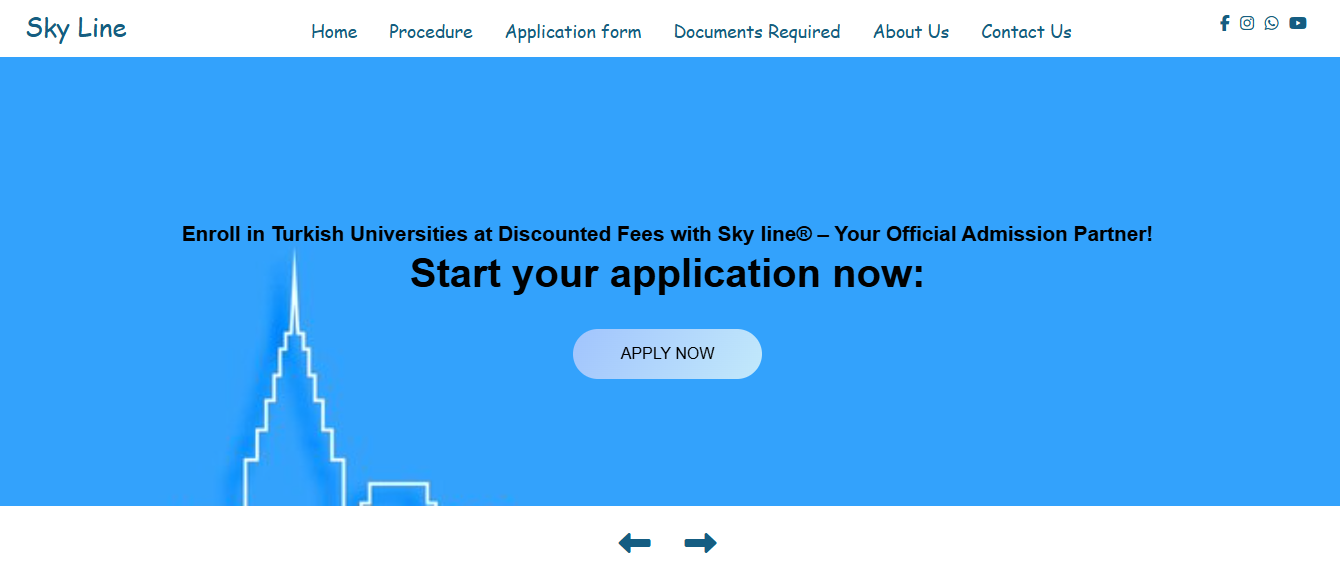 Sky Line
Home Procedure Application form Documents Required About Us Contact Us
Enroll in Turkish Universities at Discounted Fees with Sky line® – Your Official Admission Partner!
Start your application now:
APPLY NOW